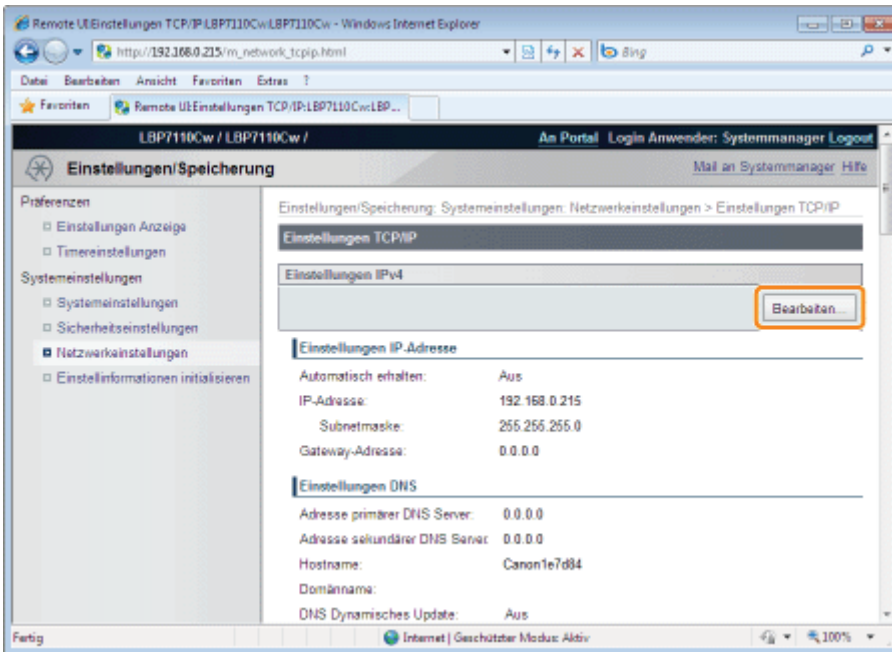 Remote UI:Einstellungen TCP/IP:LBP7110Cw:LBP7110Cw - Windows Internet Explorer
http://192.168.0.215/m_network_tcpip.html
Bing
Datei Bearbeiten Ansicht Favoriten Extras ?
Favoriten
Remote UI:Einstellungen TCP/IP:LBP7110Cw:LBP...
LBP7110Cw / LBP7110Cw /
An Portal Login Anwender: Systemmanager Logout
Einstellungen/Speicherung
Mail an Systemmanager Hilfe
Präferenzen
Einstellungen Anzeige
Timereinstellungen
Systemeinstellungen
Systemeinstellungen
Sicherheitseinstellungen
Netzwerkeinstellungen
Einstellinformationen initialisieren
Einstellungen/Speicherung: Systemeinstellungen: Netzwerkeinstellungen > Einstellungen TCP/IP
Einstellungen TCP/IP
Einstellungen IPv4
Bearbeiten...
Einstellungen IP-Adresse
Automatisch erhalten: Aus
IP-Adresse: 192.168.0.215
Subnetmaske: 255.255.255.0
Gateway-Adresse: 0.0.0.0
Einstellungen DNS
Adresse primärer DNS Server: 0.0.0.0
Adresse sekundärer DNS Server: 0.0.0.0
Hostname: Canon1e7d84
Domänname:
DNS Dynamisches Update: Aus
Fertig
Internet | Geschützter Modus: Aktiv
100%